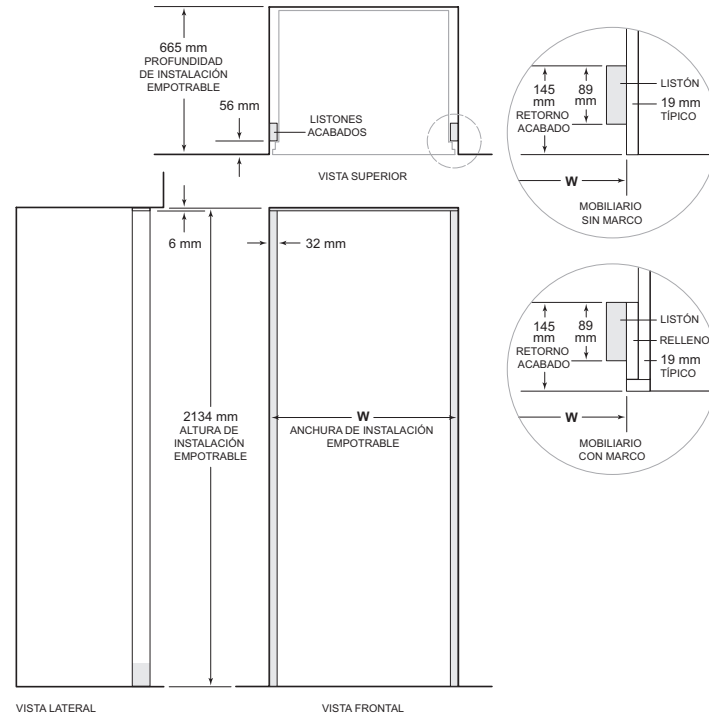 665 mm
PROFUNDIDAD
DE INSTALACIÓN
EMPOTRABLE
56 mm
LISTONES
ACABADOS
VISTA SUPERIOR
145
mm
RETORNO
ACABADO
89
mm
LISTÓN
19 mm
TÍPICO
W
MOBILIARIO
SIN MARCO
6 mm
32 mm
2134 mm
ALTURA DE
INSTALACIÓN
EMPOTRABLE
W
ANCHURA DE INSTALACIÓN
EMPOTRABLE
145
mm
RETORNO
ACABADO
89
mm
LISTÓN
RELLENO
19 mm
TÍPICO
W
MOBILIARIO
CON MARCO
VISTA LATERAL
VISTA FRONTAL